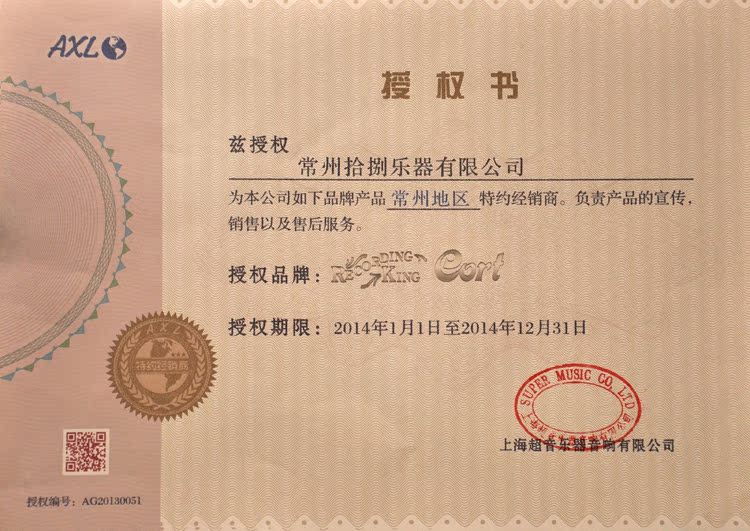 AXL
授权书
兹授权
常州拾捌乐器有限公司
为本公司如下品牌产品 常州地区 特约经销商。负责产品的宣传，
销售以及售后服务。
授权品牌：RECORDING KING Cort
授权期限：2014年1月1日至2014年12月31日
特约经销商
SUPER MUSIC CO. LTD
上海超音乐器音响有限公司
授权编号：AG20130051